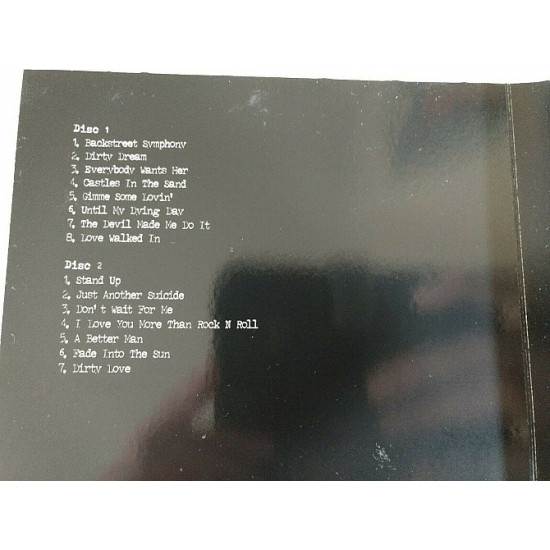 Disc 1
1. Backstreet Symphony
2. Dirty Dream
3. Everybody Wants Her
4. Castles In The Sand
5. Gimme Some Lovin'
6. Until My Dying Day
7. The Devil Made Me Do It
8. Love Walked In
Disc 2
1. Stand Up
2. Just Another Suicide
3. Don't Wait For Me
4. I Love You More Than Rock N Roll
5. A Better Man
6. Fade Into The Sun
7. Dirty Love